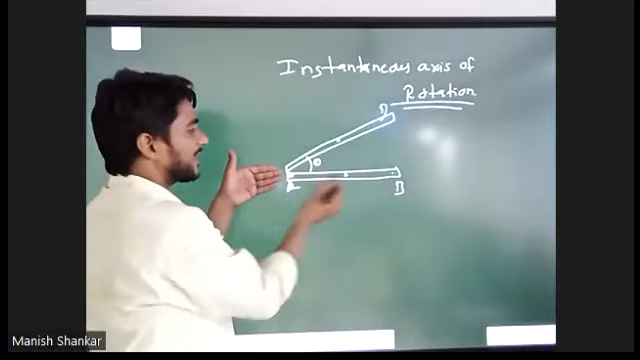 Instantaneous axis of
Rotation
B
θ
A
B
Manish Shankar